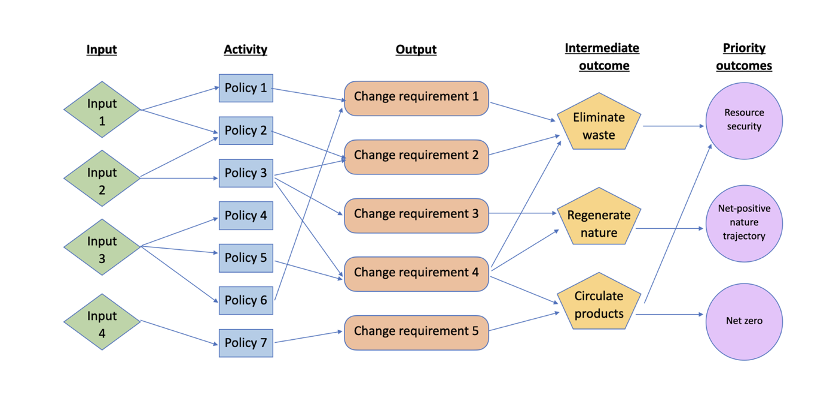 Input
Activity
Output
Intermediate
outcome
Priority
outcomes
Input
1
Input
2
Input
3
Input
4
Policy 1
Policy 2
Policy 3
Policy 4
Policy 5
Policy 6
Policy 7
Change requirement 1
Change requirement 2
Change requirement 3
Change requirement 4
Change requirement 5
Eliminate
waste
Regenerate
nature
Circulate
products
Resource
security
Net-positive
nature
trajectory
Net zero